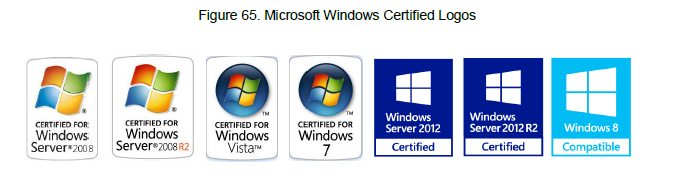 Figure 65. Microsoft Windows Certified Logos
CERTIFIED FOR
Windows
Server®2008
CERTIFIED FOR
Windows
Server®2008 R2
CERTIFIED FOR
Windows
Vista™
CERTIFIED FOR
Windows
7
Windows
Server 2012
Certified
Windows
Server 2012 R2
Certified
Windows 8
Compatible